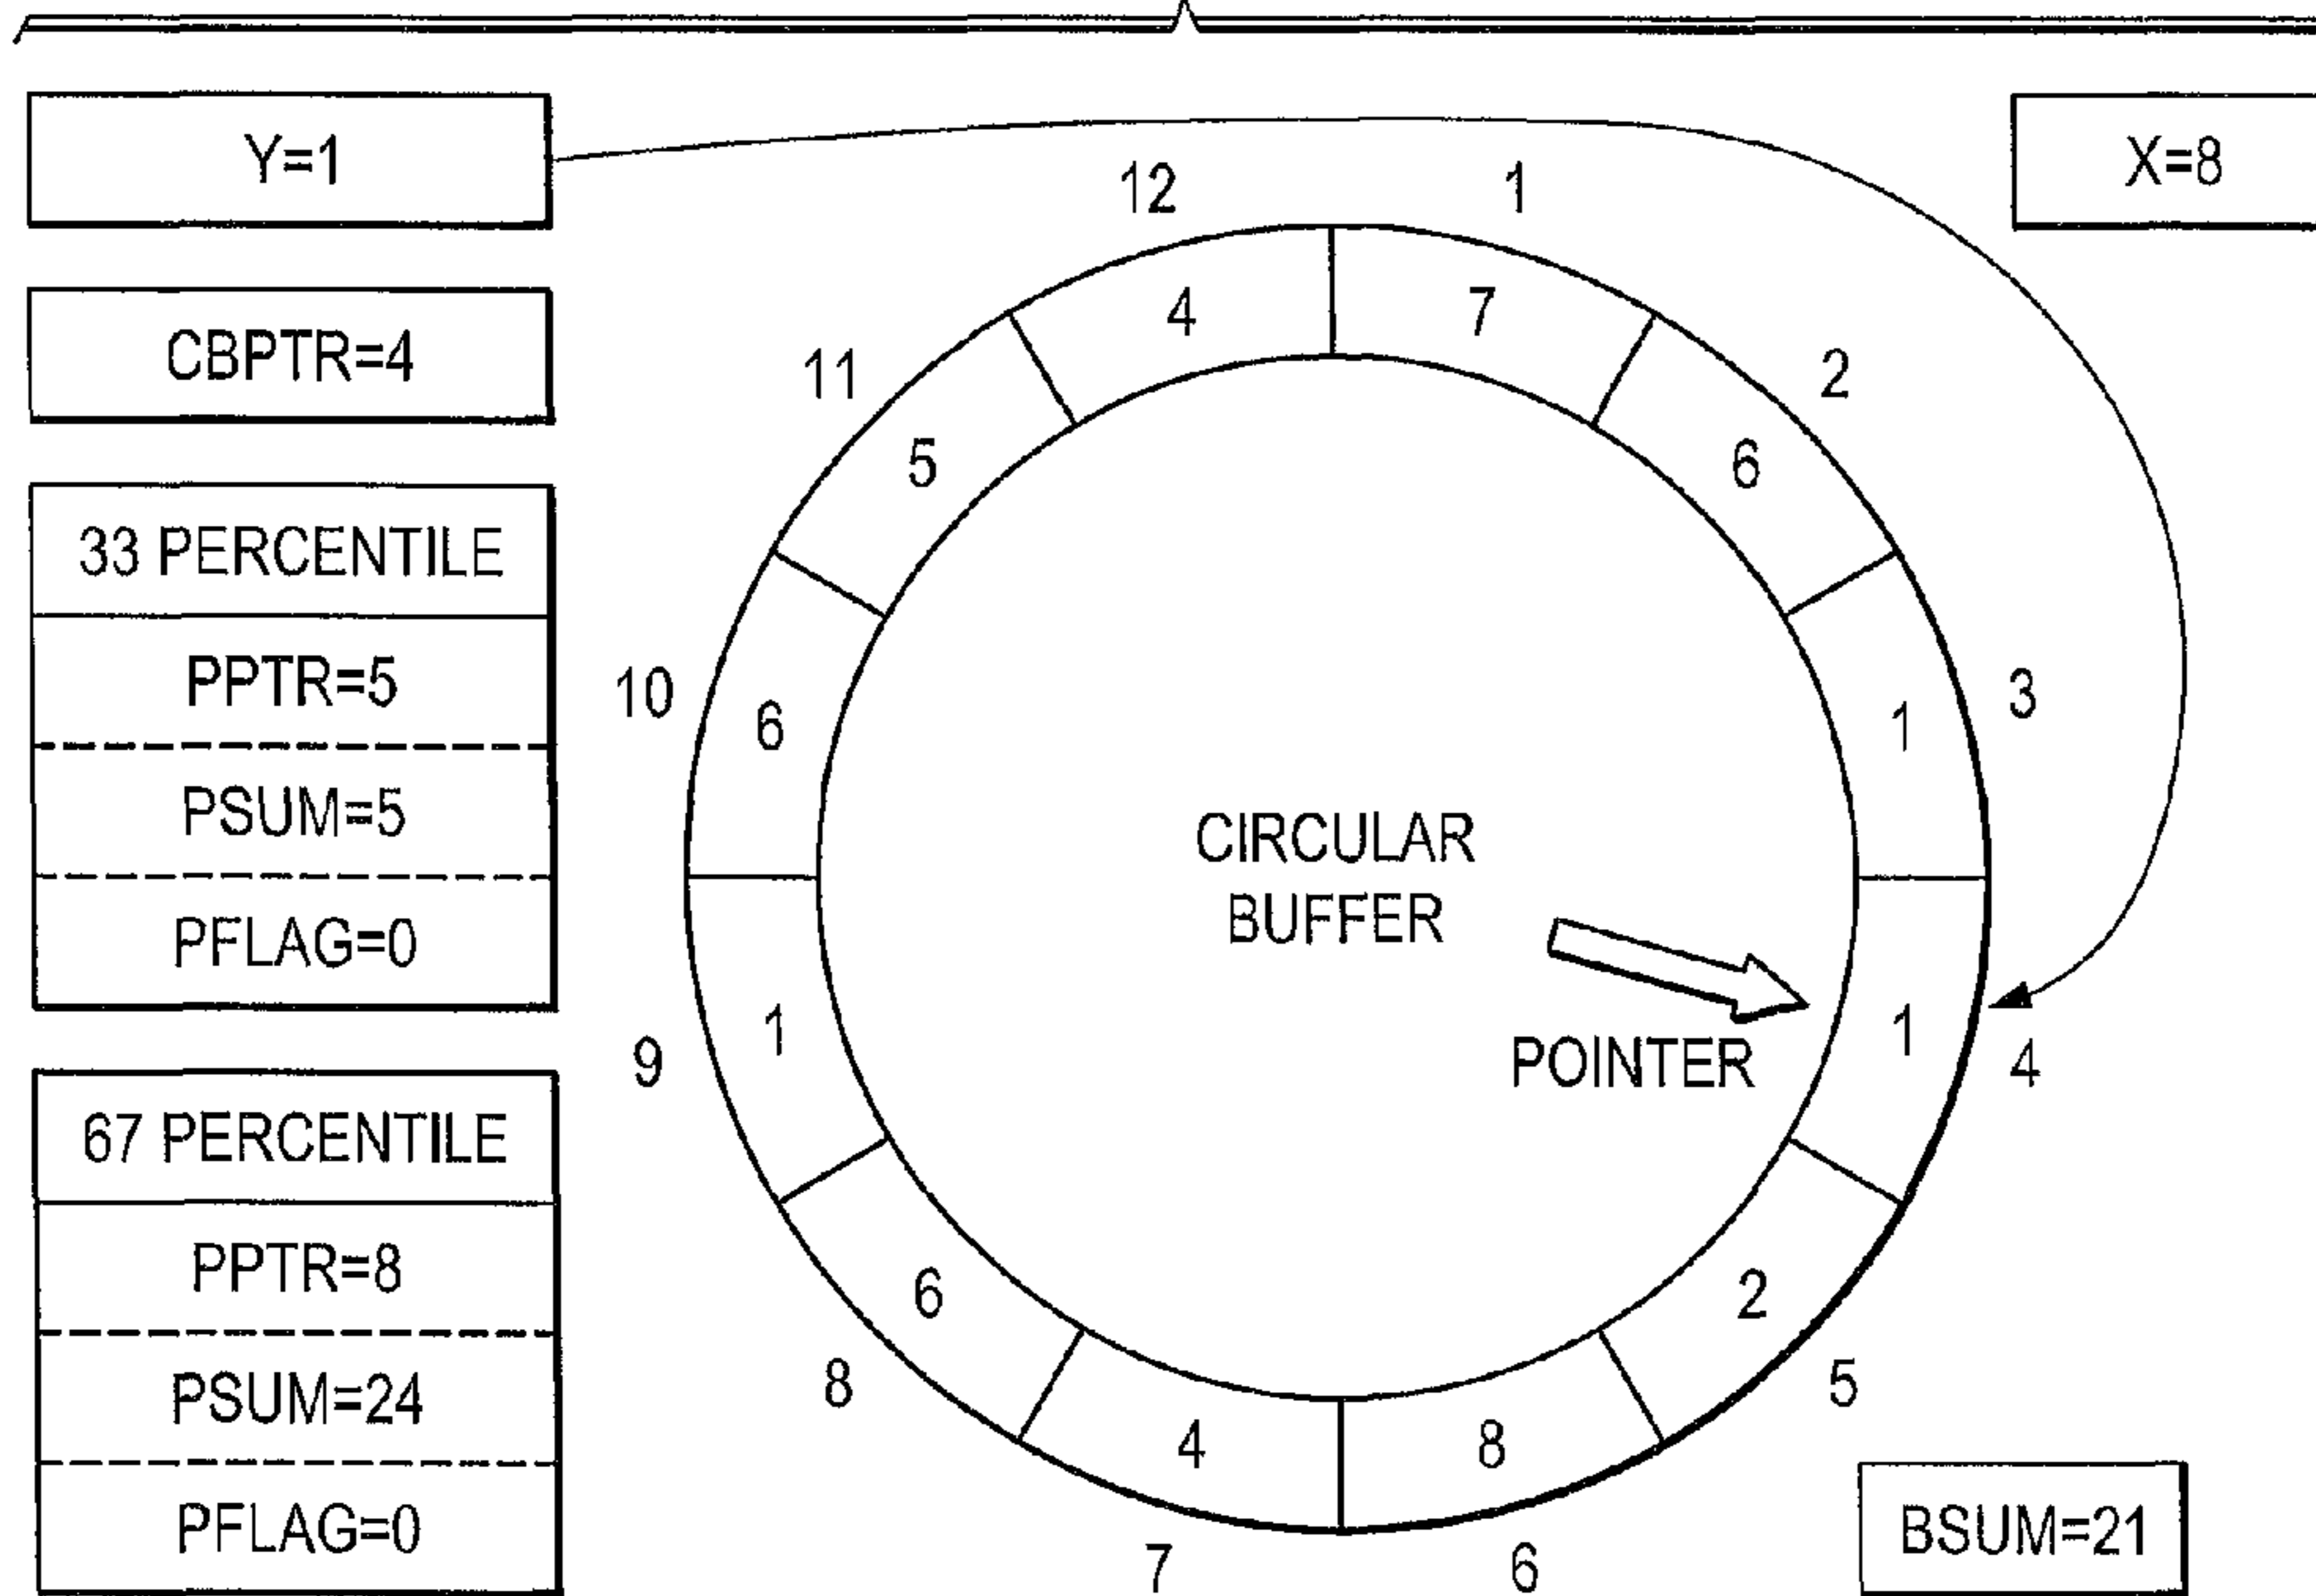 Y=1
X=8
CBPTR=4
33 PERCENTILE
PPTR=5
PSUM=5
PFLAG=0
67 PERCENTILE
PPTR=8
PSUM=24
PFLAG=0
12
1
11
2
10
3
9
4
8
5
7
6
4
7
5
6
6
1
1
1
6
2
4
8
CIRCULAR
BUFFER
POINTER
BSUM=21